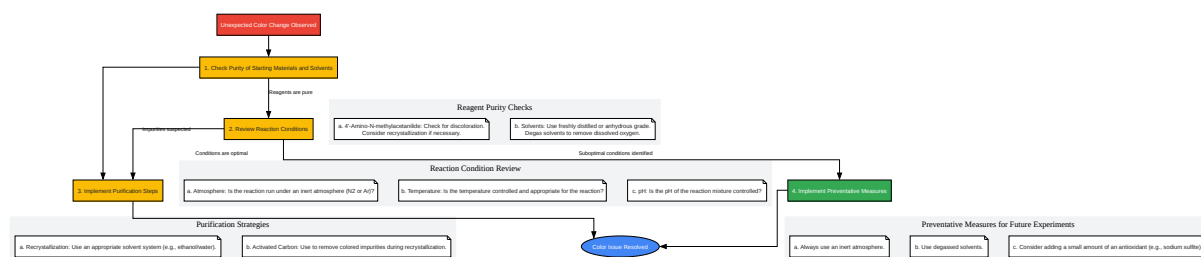 Unexpected Color Change Observed
1. Check Purity of Starting Materials and Solvents
Reagents are pure
Reagent Purity Checks
a. 4'-Amino-N-methylacetanilide: Check for discoloration.
Consider recrystallization if necessary.
b. Solvents: Use freshly distilled or anhydrous grade.
Degas solvents to remove dissolved oxygen.
Impurities suspected
2. Review Reaction Conditions
Conditions are optimal
Suboptimal conditions identified
Reaction Condition Review
a. Atmosphere: Is the reaction run under an inert atmosphere (N2 or Ar)?
b. Temperature: Is the temperature controlled and appropriate for the reaction?
c. pH: Is the pH of the reaction mixture controlled?
3. Implement Purification Steps
4. Implement Preventative Measures
Purification Strategies
a. Recrystallization: Use an appropriate solvent system (e.g., ethanol/water).
b. Activated Carbon: Use to remove colored impurities during recrystallization.
Color Issue Resolved
Preventative Measures for Future Experiments
a. Always use an inert atmosphere.
b. Use degassed solvents.
c. Consider adding a small amount of an antioxidant (e.g., sodium sulfite)